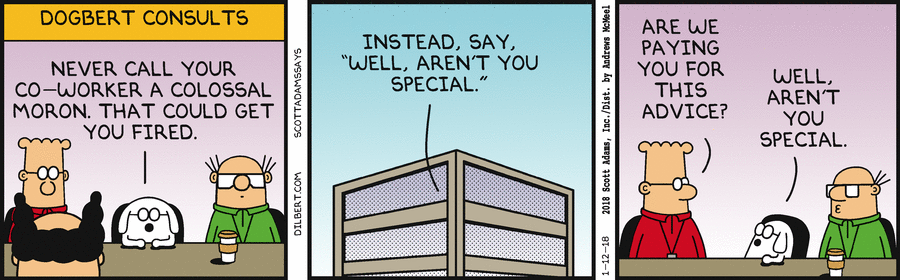 DOGBERT CONSULTS
NEVER CALL YOUR
CO-WORKER A COLOSSAL
MORON. THAT COULD GET
YOU FIRED.
DILBERT.COM SCOTTADAMSSAYS
INSTEAD, SAY,
"WELL, AREN'T YOU
SPECIAL."
1-12-18 2018 Scott Adams, Inc./Dist. by Andrews McMeel
ARE WE
PAYING
YOU FOR
THIS
ADVICE?
WELL,
AREN'T
YOU
SPECIAL.